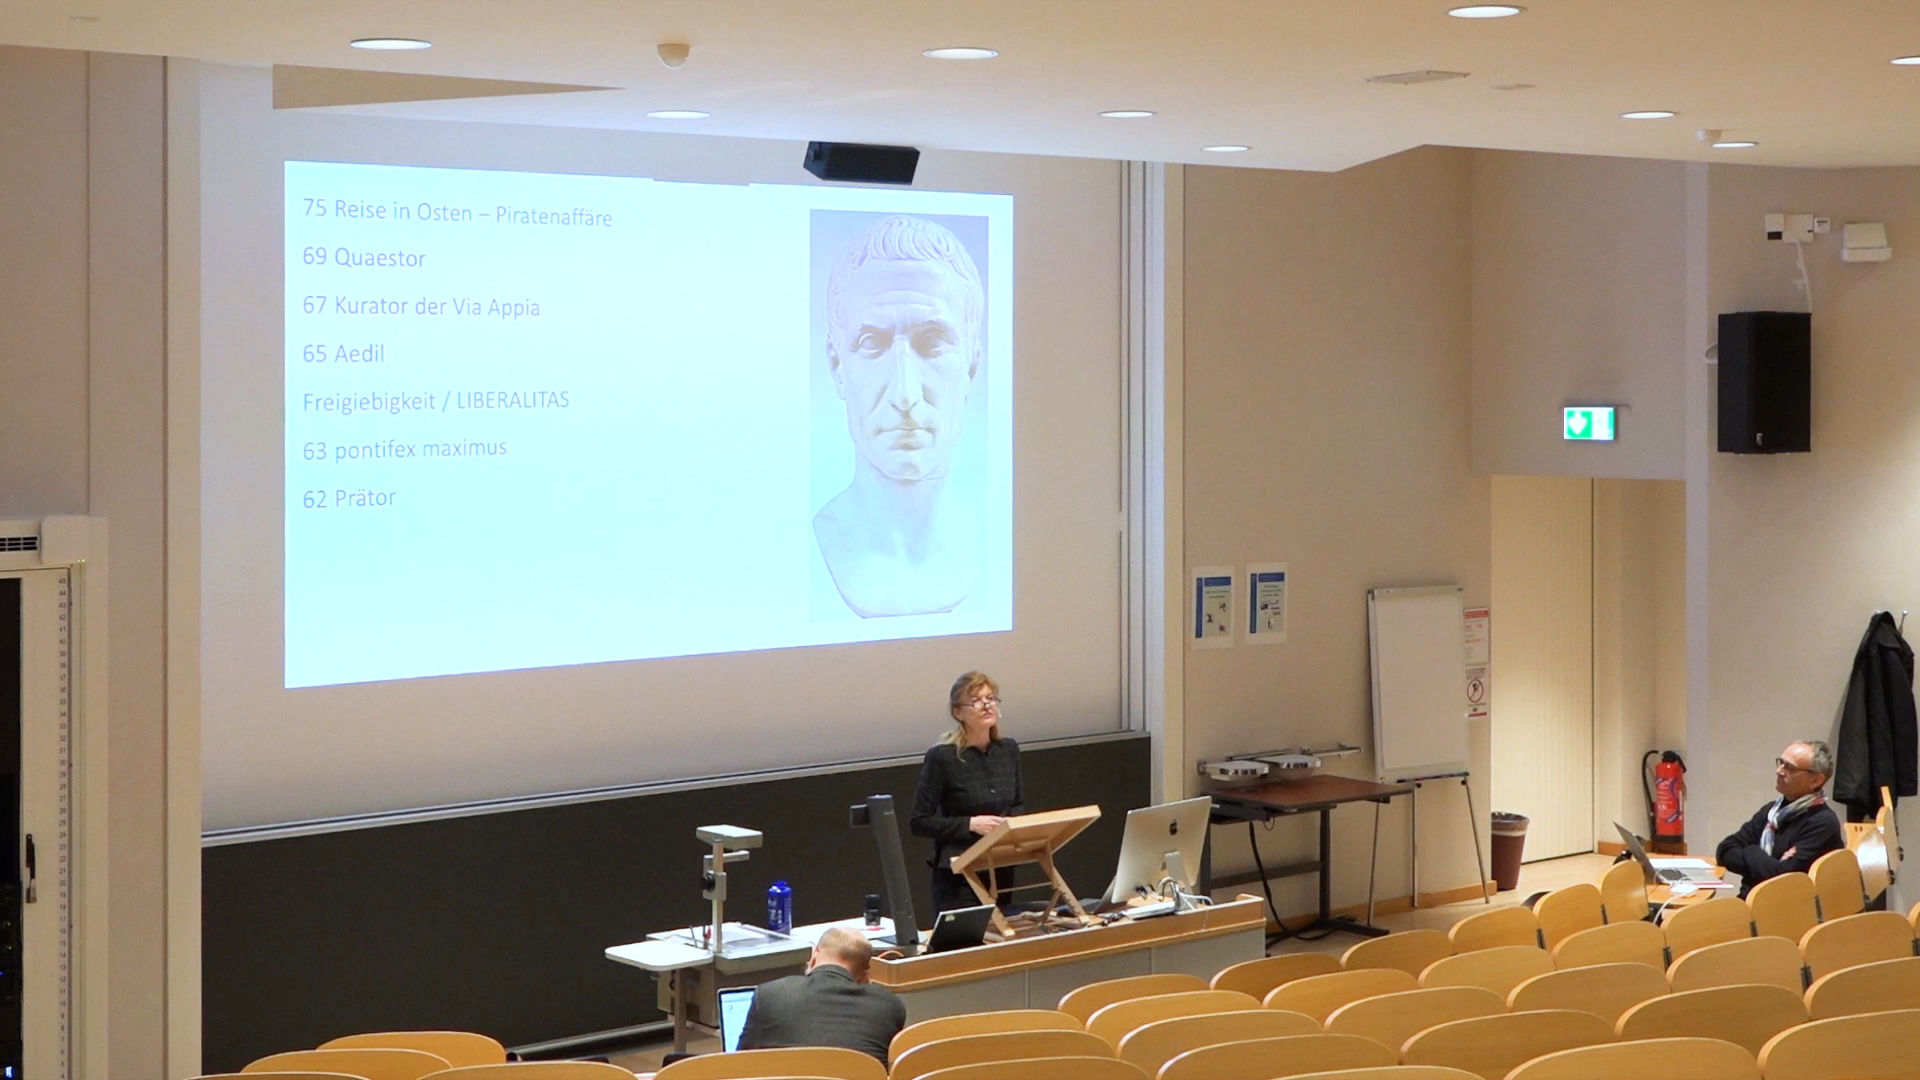 75 Reise in Osten – Piratenaffäre
69 Quaestor
67 Kurator der Via Appia
65 Aedil
Freigiebigkeit / LIBERALITAS
63 pontifex maximus
62 Prätor